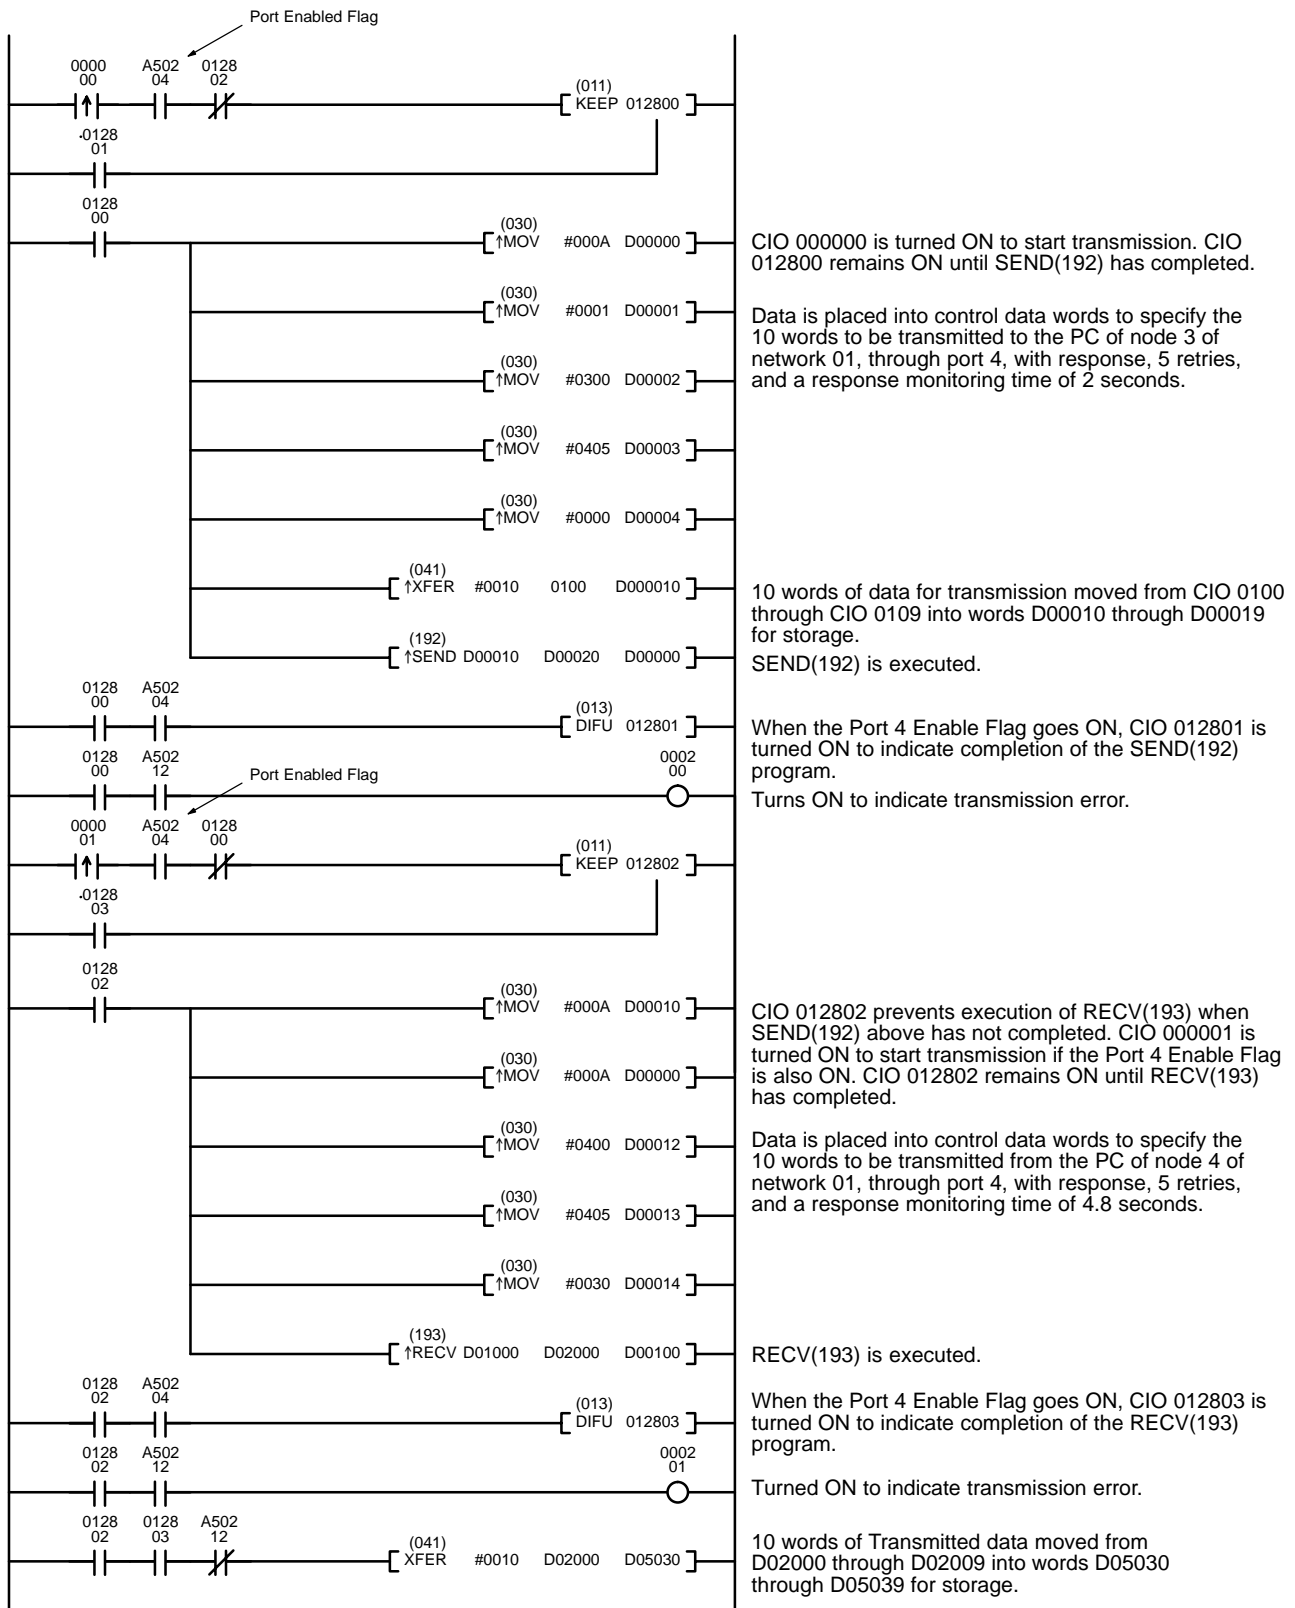 Port Enabled Flag
0000 A502 0128
00 04 02
(011)
KEEP 012800
0128
01
0128
00
(030)
↑MOV #000A D00000
CIO 000000 is turned ON to start transmission. CIO
012800 remains ON until SEND(192) has completed.
(030)
↑MOV #0001 D00001
Data is placed into control data words to specify the
10 words to be transmitted to the PC of node 3 of
network 01, through port 4, with response, 5 retries,
and a response monitoring time of 2 seconds.
(030)
↑MOV #0300 D00002
(030)
↑MOV #0405 D00003
(030)
↑MOV #0000 D00004
(041)
↑XFER #0010 0100 D000010
10 words of data for transmission moved from CIO 0100
through CIO 0109 into words D00010 through D00019
for storage.
(192)
↑SEND D00010 D00020 D00000
SEND(192) is executed.
0128 A502
00 04
(013)
DIFU 012801
When the Port 4 Enable Flag goes ON, CIO 012801 is
turned ON to indicate completion of the SEND(192)
program.
0128 A502
00 12
0002
00
Turns ON to indicate transmission error.
Port Enabled Flag
0000 A502 0128
01 04 00
(011)
KEEP 012802
0128
03
0128
02
(030)
↑MOV #000A D00010
CIO 012802 prevents execution of RECV(193) when
SEND(192) above has not completed. CIO 000001 is
turned ON to start transmission if the Port 4 Enable Flag
is also ON. CIO 012802 remains ON until RECV(193)
has completed.
(030)
↑MOV #000A D00000
(030)
↑MOV #0400 D00012
Data is placed into control data words to specify the
10 words to be transmitted from the PC of node 4 of
network 01, through port 4, with response, 5 retries,
and a response monitoring time of 4.8 seconds.
(030)
↑MOV #0405 D00013
(030)
↑MOV #0030 D00014
(193)
↑RECV D01000 D02000 D00100
RECV(193) is executed.
0128 A502
02 04
(013)
DIFU 012803
When the Port 4 Enable Flag goes ON, CIO 012803 is
turned ON to indicate completion of the RECV(193)
program.
0128 A502
02 12
0002
01
Turned ON to indicate transmission error.
0128 0128 A502
02 03 12
(041)
XFER #0010 D02000 D05030
10 words of Transmitted data moved from
D02000 through D02009 into words D05030
through D05039 for storage.